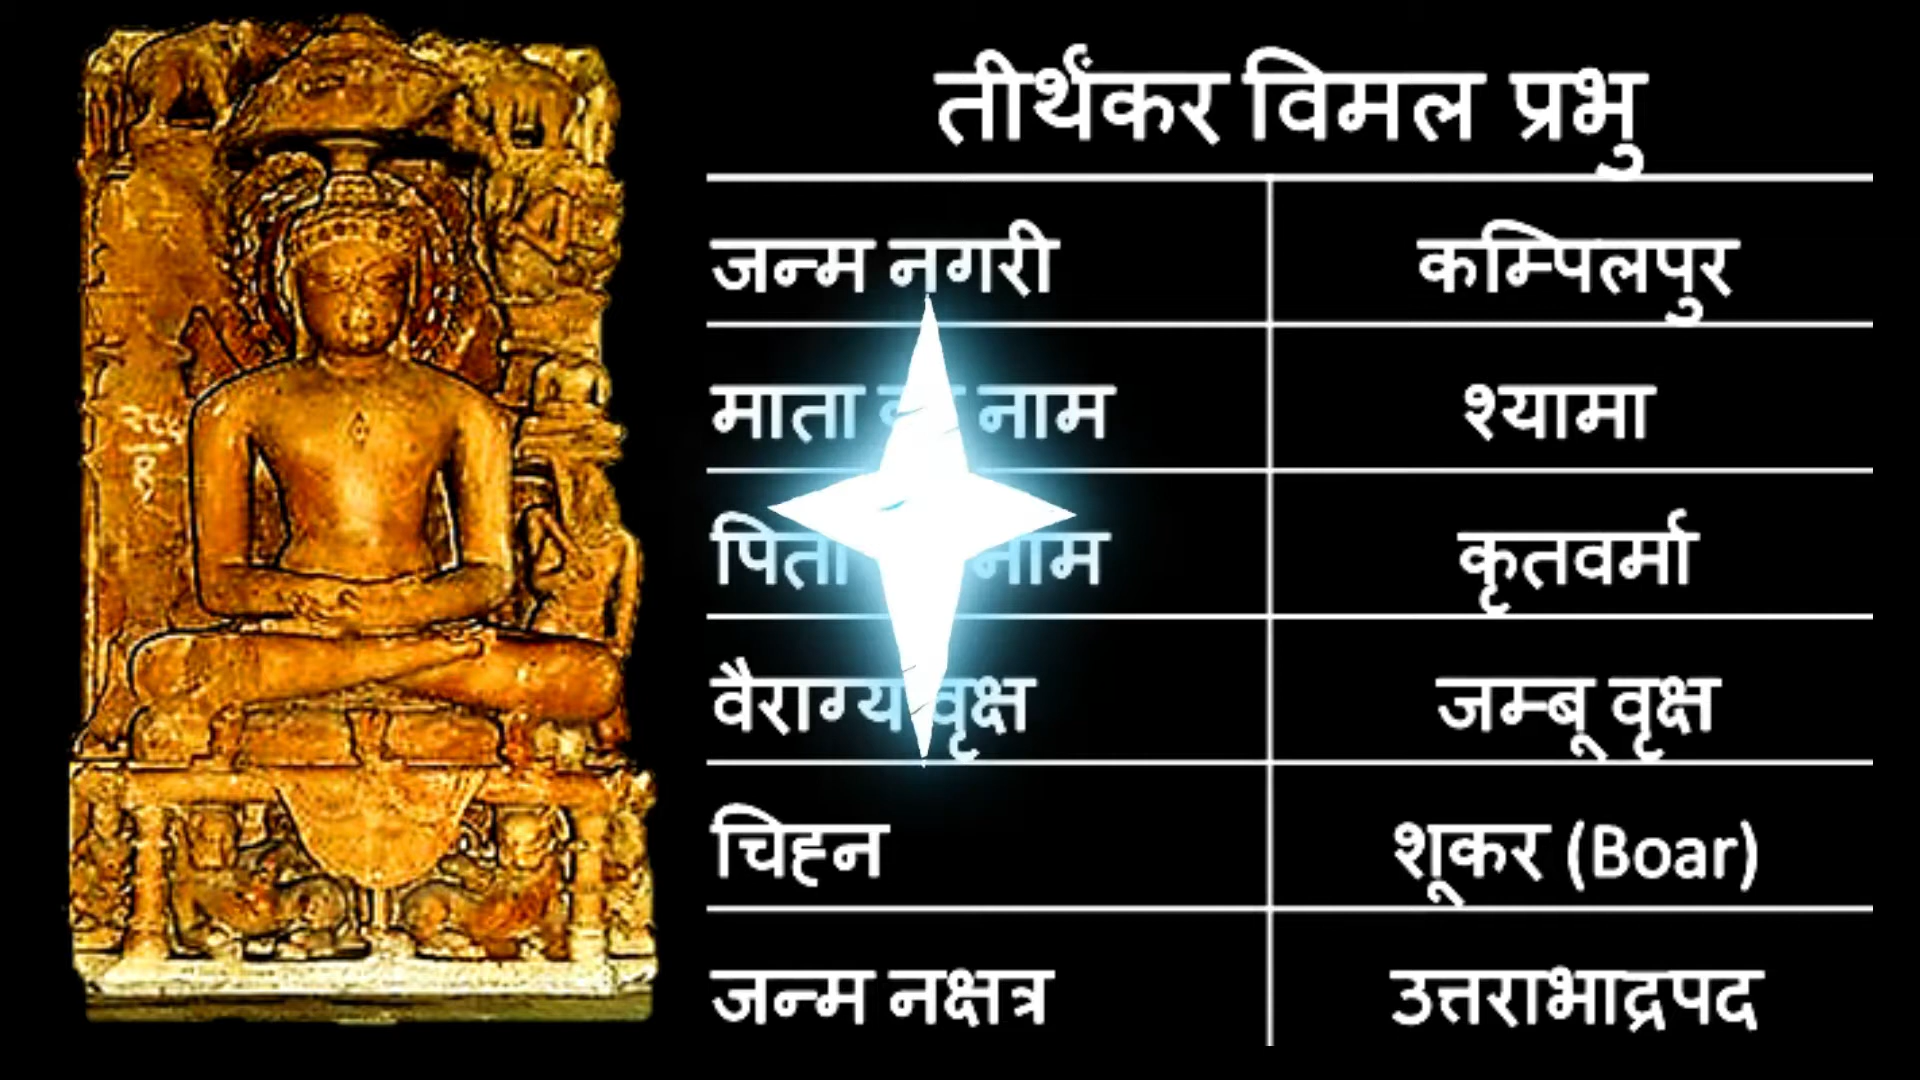 तीर्थंकर विमल प्रभु
जन्म नगरी कम्पिलपुर
माता नाम श्यामा
पिता नाम कृतवर्मा
वैराग्य वृक्ष जम्बू वृक्ष
चिह्न शूकर (Boar)
जन्म नक्षत्र उत्तराभाद्रपद